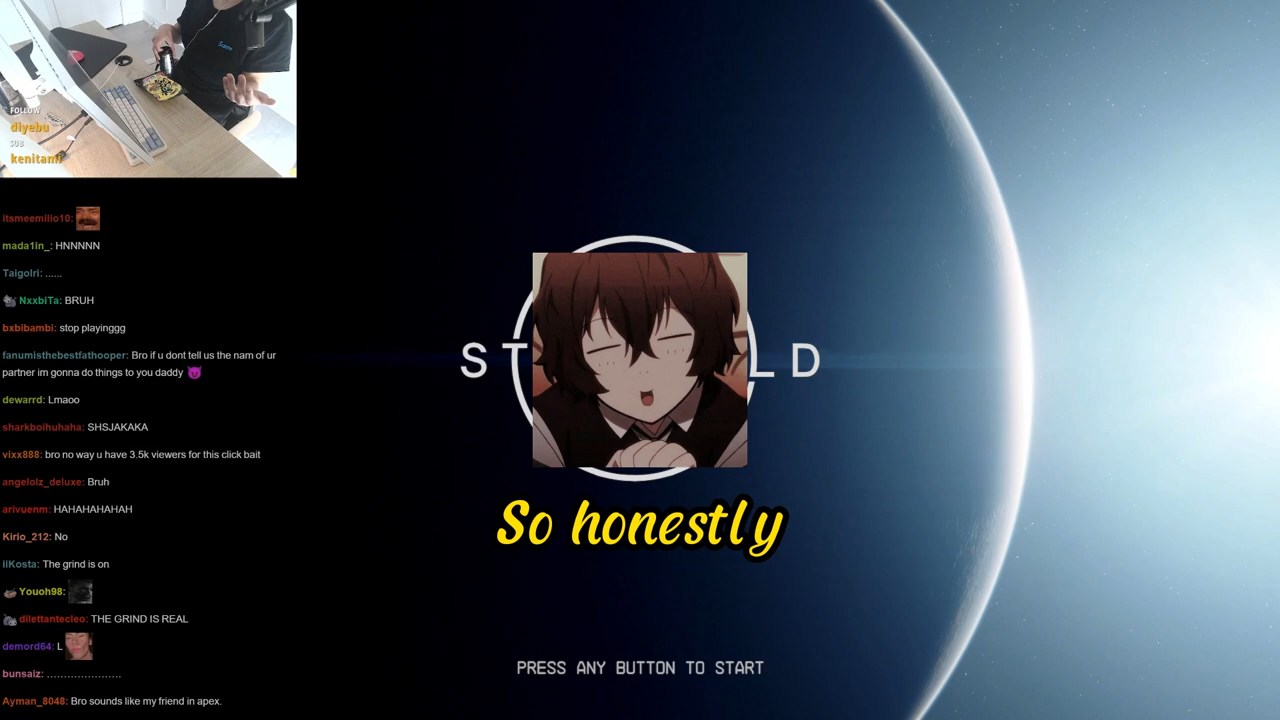 Supreme
FOLLOW
diyebu
SUB
kenitami
itsmeemilio10:
mada1in_: HNNNNN
Taigolri: ......
NxxbiTa: BRUH
bxbibambi: stop playinggg
fanumisthebestfathooper: Bro if u dont tell us the nam of ur
partner im gonna do things to you daddy 😈
dewarrd: Lmaoo
sharkboihuhaha: SHSJAKAKA
vixx888: bro no way u have 3.5k viewers for this click bait
angelolz_deluxe: Bruh
arivuenm: HAHAHAHAHAH
Kirio_212: No
iiKosta: The grind is on
Youoh98:
dilettantecleo: THE GRIND IS REAL
demord64: L
bunsaiz: ......................
Ayman_8048: Bro sounds like my friend in apex.
ST LD
So honestly
PRESS ANY BUTTON TO START